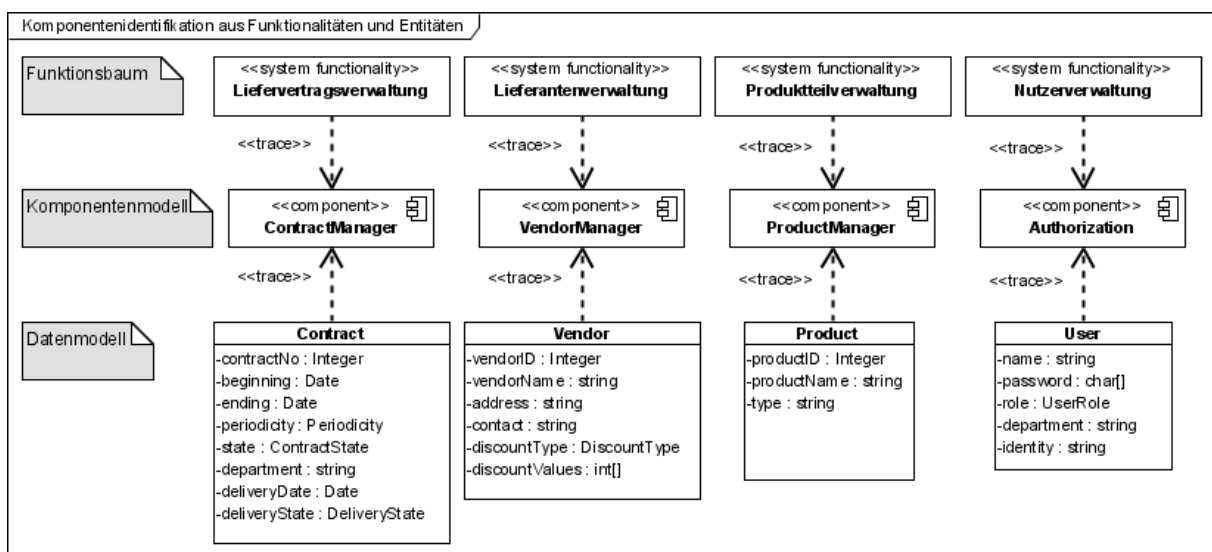 Komponentenidentifikation aus Funktionalitäten und Entitäten
Funktionsbaum
<<system functionality>>
Liefervertragsverwaltung
<<system functionality>>
Lieferantenverwaltung
<<system functionality>>
Produktteilverwaltung
<<system functionality>>
Nutzerverwaltung
<<trace>>
<<trace>>
<<trace>>
<<trace>>
Komponentenmodell
<<component>>
ContractManager
<<component>>
VendorManager
<<component>>
ProductManager
<<component>>
Authorization
<<trace>>
<<trace>>
<<trace>>
<<trace>>
Datenmodell
Contract
-contractNo : Integer
-beginning : Date
-ending : Date
-periodicity : Periodicity
-state : ContractState
-department : string
-deliveryDate : Date
-deliveryState : DeliveryState
Vendor
-vendorID : Integer
-vendorName : string
-address : string
-contact : string
-discountType : DiscountType
-discountValues : int[]
Product
-productID : Integer
-productName : string
-type : string
User
-name : string
-password : char[]
-role : UserRole
-department : string
-identity : string